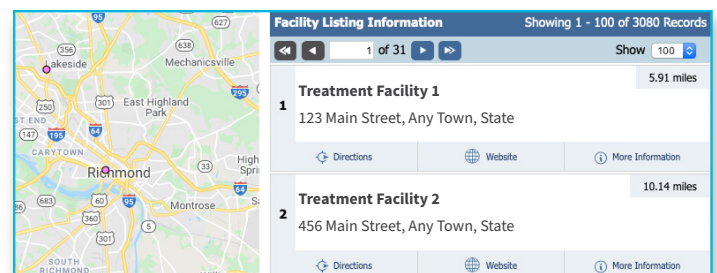 Facility Listing Information
Showing 1 - 100 of 3080 Records
1 of 31
Show 100
5.91 miles
1
Treatment Facility 1
123 Main Street, Any Town, State
Directions
Website
More Information
10.14 miles
2
Treatment Facility 2
456 Main Street, Any Town, State
Directions
Website
More Information
95
627
356
638
Lakeside
Mechanicsville
295
250
301
East Highland
Park
ST END
147
195
64
CARYTOWN
Richmond
33
High
Spri
64
683
60
95
Montrose
360
5
301
SOUTH
RICHMOND